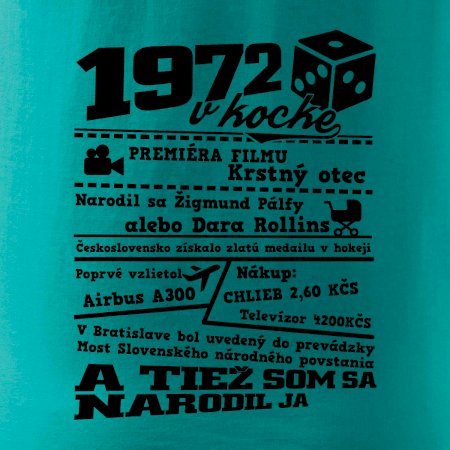 1972
v kocke
PREMIÉRA FILMU
Krstný otec
Narodil sa Žigmund Pálfy
alebo Dara Rollins
Československo získalo zlatú medailu v hokeji
Poprvé vzlietol
Airbus A300
Nákup:
CHLIEB 2,60 KČS
Televízor 4200KČS
V Bratislave bol uvedený do prevádzky
Most Slovenského národného povstania
A TIEŽ SOM SA
NARODIL JA